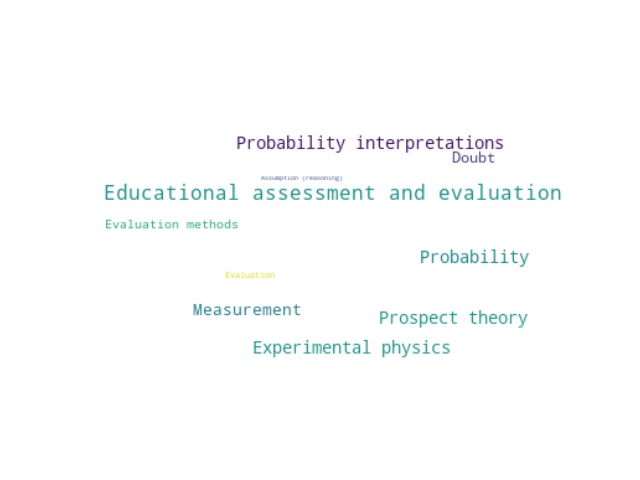 Probability interpretations
Doubt
Assumption (reasoning)
Educational assessment and evaluation
Evaluation methods
Probability
Evaluation
Measurement
Prospect theory
Experimental physics